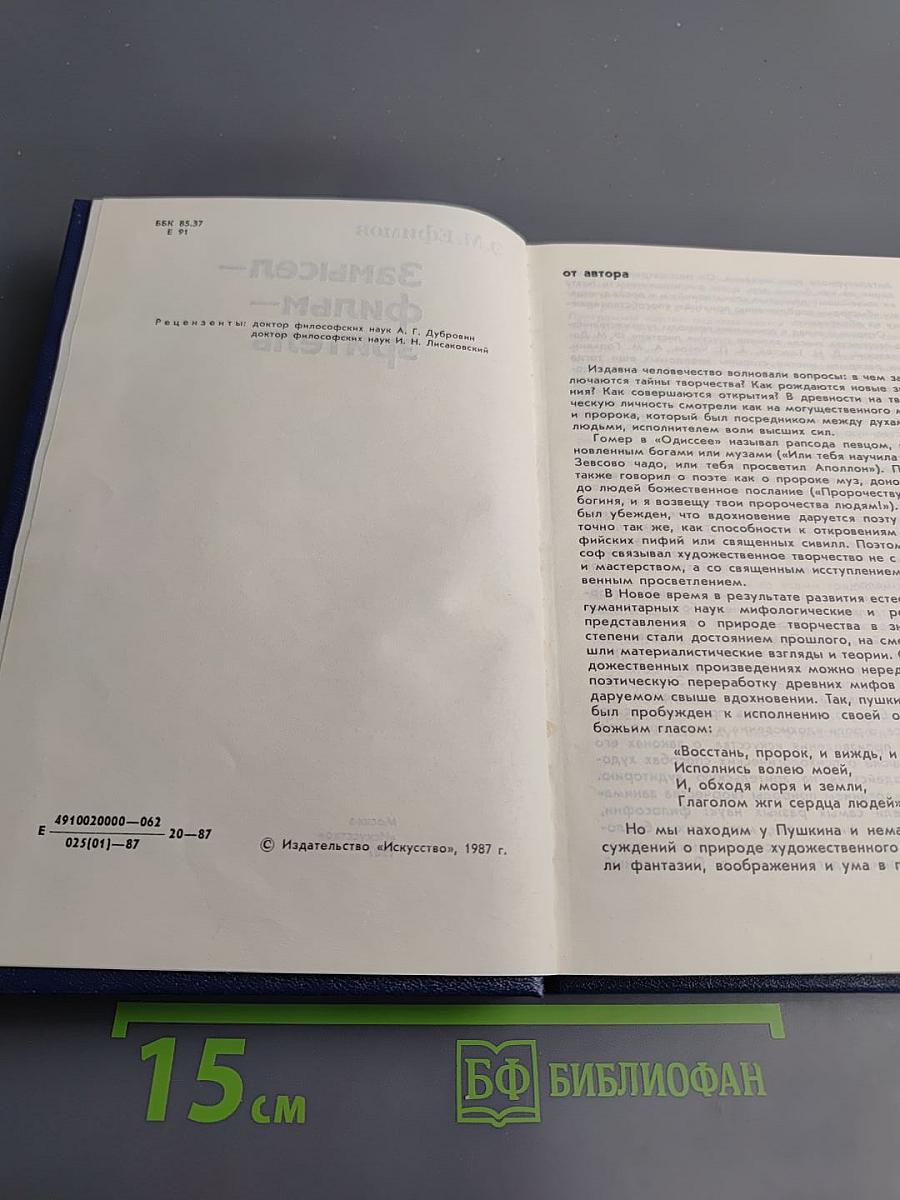 ББК 85.37
Е 91
Э. М. Ефимов
Замысел—
фильм—
зритель
Рецензенты: доктор философских наук А. Г. Дубровин
доктор философских наук И. Н. Лисаковский
Е 4910020000—062 20—87
025(01)—87
© Издательство «Искусство», 1987 г.
от автора
Издавна человечество волновали вопросы: в чем за
лючаются тайны творчества? Как рождаются новые
ния? Как совершаются открытия? В древности на тв
ческую личность смотрели как на могущественного
и пророка, который был посредником между духа
людьми, исполнителем воли высших сил.
Гомер в «Одиссее» называл рапсода певцом,
новленным богами или музами («Или тебя научила
Зевсово чадо, или тебя просветил Аполлон»). П
также говорил о поэте как о пророке муз, доно
до людей божественное послание («Пророчеству
богиня, и я возвещу твои пророчества людям!»).
был убежден, что вдохновение даруется поэту
точно так же, как способности к откровениям
фийских пифий или священных сивилл. Поэтом
соф связывал художественное творчество не с
и мастерством, а со священным исступлением
венным просветлением.
В Новое время в результате развития есте
гуманитарных наук мифологические и ре
представления о природе творчества в зн
степени стали достоянием прошлого, на сме
шли материалистические взгляды и теории.
дожественных произведениях можно неред
поэтическую переработку древних мифов
даруемом свыше вдохновении. Так, пушки
был пробужден к исполнению своей о
божьим гласом:
«Восстань, пророк, и виждь, и
Исполнись волею моей,
И, обходя моря и земли,
Глаголом жги сердца людей»
Но мы находим у Пушкина и нема
суждений о природе художественного
ли фантазии, воображения и ума в п
15 см
БФ БИБЛИОФАН